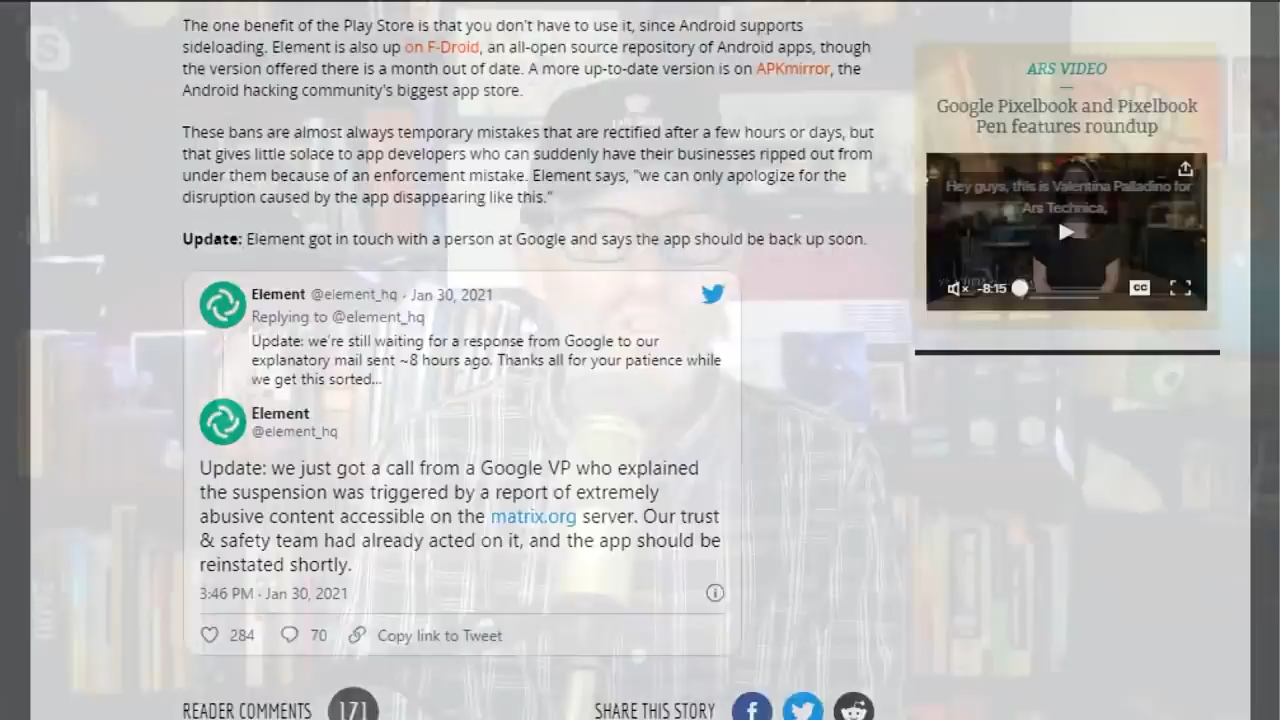 The one benefit of the Play Store is that you don't have to use it, since Android supports
sideloading. Element is also up on F-Droid, an all-open source repository of Android apps, though
the version offered there is a month out of date. A more up-to-date version is on APKmirror, the
Android hacking community's biggest app store.
These bans are almost always temporary mistakes that are rectified after a few hours or days, but
that gives little solace to app developers who can suddenly have their businesses ripped out from
under them because of an enforcement mistake. Element says, "we can only apologize for the
disruption caused by the app disappearing like this."
Update: Element got in touch with a person at Google and says the app should be back up soon.
Element @element_hq · Jan 30, 2021
Replying to @element_hq
Update: we're still waiting for a response from Google to our
explanatory mail sent ~8 hours ago. Thanks all for your patience while
we get this sorted...
Element
@element_hq
Update: we just got a call from a Google VP who explained
the suspension was triggered by a report of extremely
abusive content accessible on the matrix.org server. Our trust
& safety team had already acted on it, and the app should be
reinstated shortly.
3:46 PM · Jan 30, 2021
284 70 Copy link to Tweet
READER COMMENTS 171
SHARE THIS STORY
ARS VIDEO
Google Pixelbook and Pixelbook
Pen features roundup
Hey guys, this is Valentina Palladino for
Ars Technica,
-8:15
CC